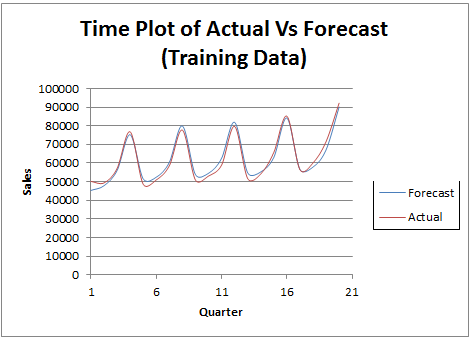 Time Plot of Actual Vs Forecast
(Training Data)
100000
90000
80000
70000
60000
50000
40000
30000
20000
10000
0
Sales
1 6 11 16 21
Quarter
Forecast
Actual